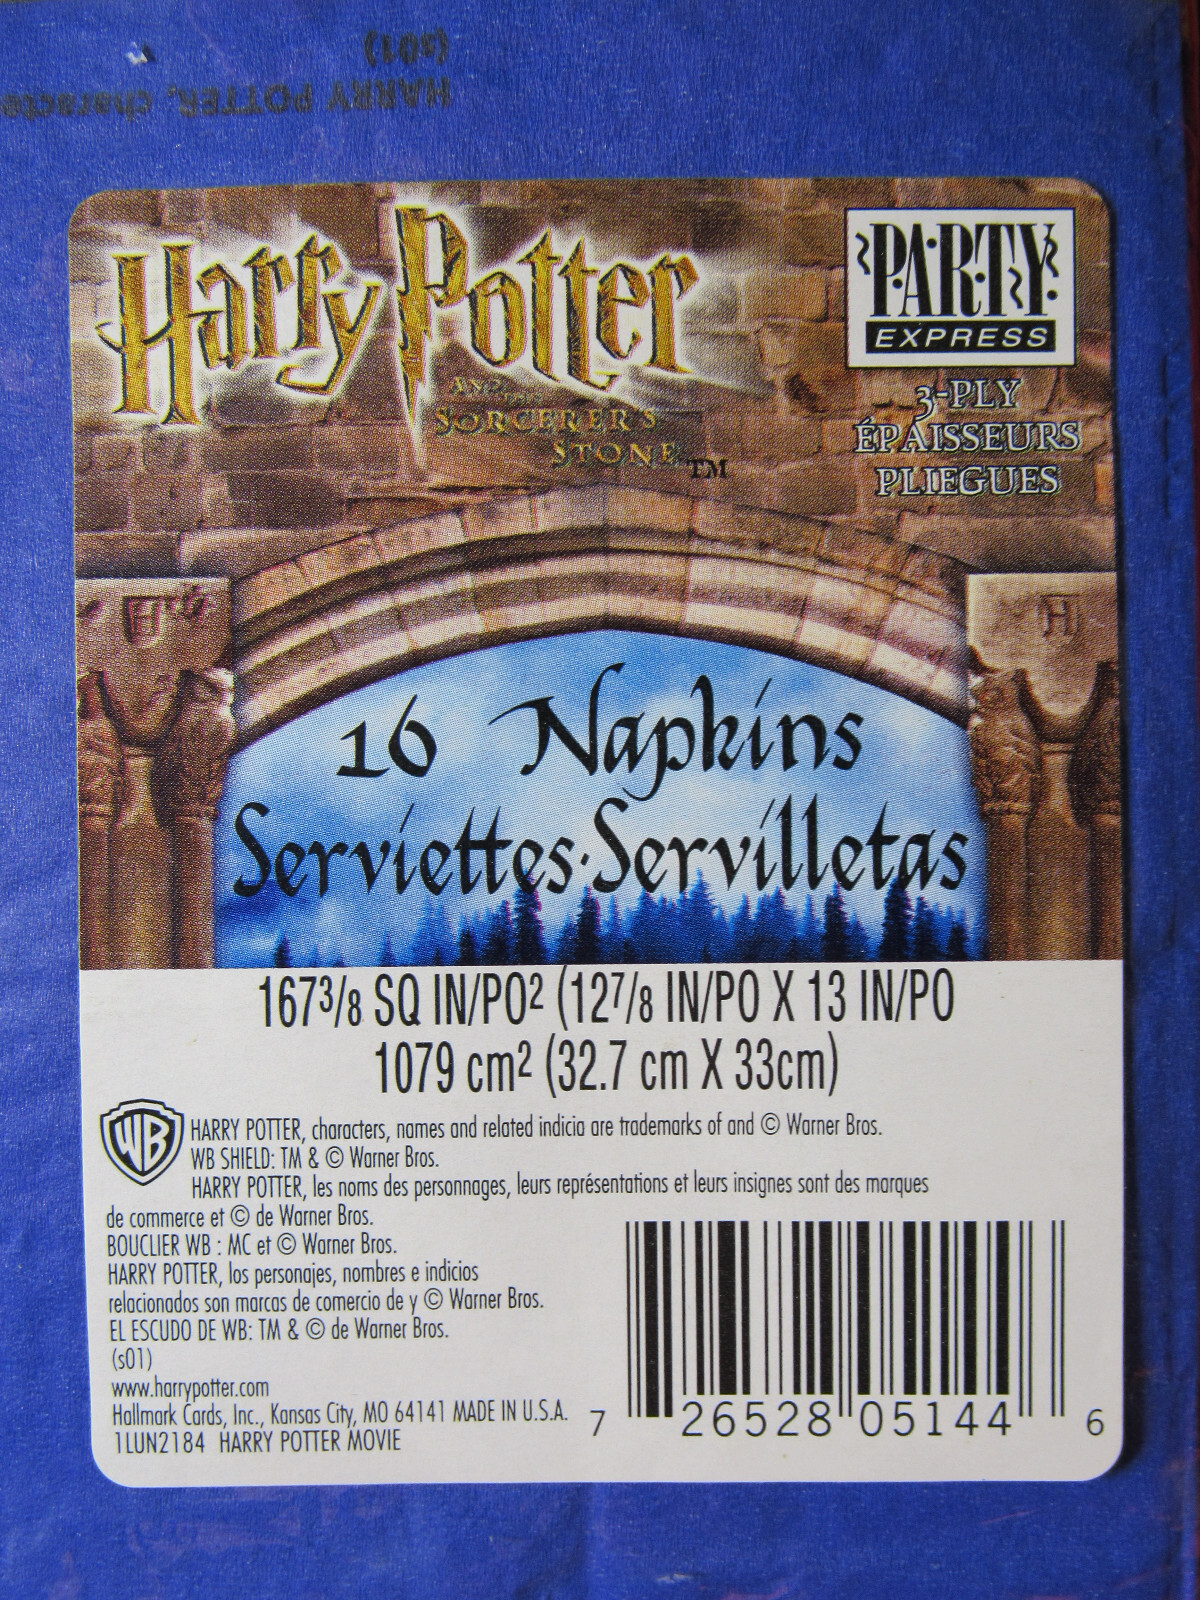 HARRY POTTER, characte
(s01)
Harry Potter
AND THE
SORCERER'S
STONE TM
PARTY
EXPRESS
3-PLY
ÉPAISSEURS
PLIEGUES
H
16 Napkins
Serviettes·Servilletas
167 3/8 SQ IN/PO² (12 7/8 IN/PO X 13 IN/PO
1079 cm² (32.7 cm X 33cm)
WB
HARRY POTTER, characters, names and related indicia are trademarks of and © Warner Bros.
WB SHIELD: TM & © Warner Bros.
HARRY POTTER, les noms des personnages, leurs représentations et leurs insignes sont des marques
de commerce et © de Warner Bros.
BOUCLIER WB : MC et © Warner Bros.
HARRY POTTER, los personajes, nombres e indicios
relacionados son marcas de comercio de y © Warner Bros.
EL ESCUDO DE WB: TM & © de Warner Bros.
(s01)
www.harrypotter.com
Hallmark Cards, Inc., Kansas City, MO 64141 MADE IN U.S.A.
1LUN2184 HARRY POTTER MOVIE
7 26528 05144 6